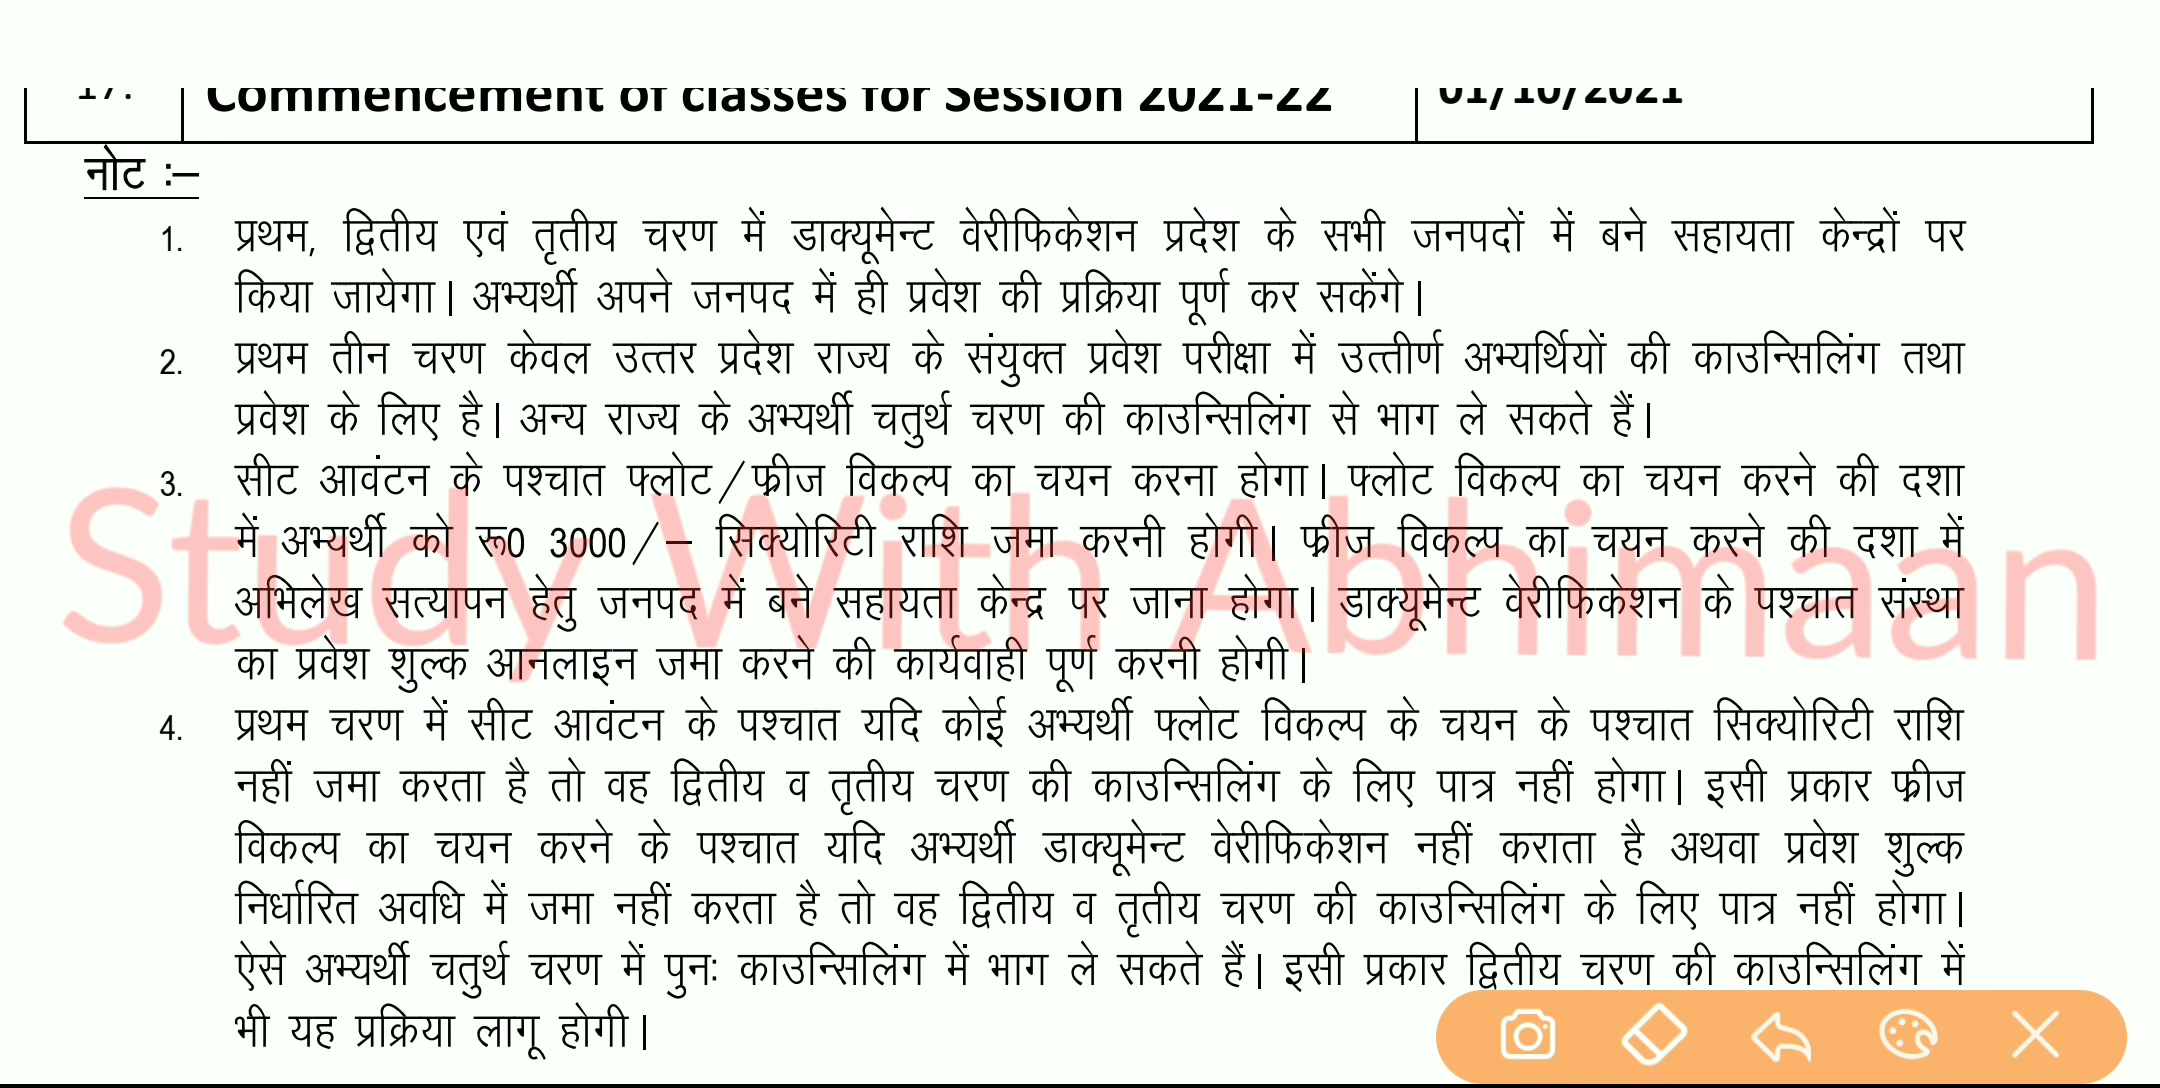 17. Commencement of classes for Session 2021-22 01/10/2021
नोट :–
1. प्रथम, द्वितीय एवं तृतीय चरण में डाक्यूमेन्ट वेरीफिकेशन प्रदेश के सभी जनपदों में बने सहायता केन्द्रों पर
किया जायेगा। अभ्यर्थी अपने जनपद में ही प्रवेश की प्रक्रिया पूर्ण कर सकेंगे।
2. प्रथम तीन चरण केवल उत्तर प्रदेश राज्य के संयुक्त प्रवेश परीक्षा में उत्तीर्ण अभ्यर्थियों की काउन्सिलिंग तथा
प्रवेश के लिए है। अन्य राज्य के अभ्यर्थी चतुर्थ चरण की काउन्सिलिंग से भाग ले सकते हैं।
3. सीट आवंटन के पश्चात फ्लोट/फ्रीज विकल्प का चयन करना होगा। फ्लोट विकल्प का चयन करने की दशा
में अभ्यर्थी को रू0 3000/– सिक्योरिटी राशि जमा करनी होगी। फ्रीज विकल्प का चयन करने की दशा में
अभिलेख सत्यापन हेतु जनपद में बने सहायता केन्द्र पर जाना होगा। डाक्यूमेन्ट वेरीफिकेशन के पश्चात संस्था
का प्रवेश शुल्क आनलाइन जमा करने की कार्यवाही पूर्ण करनी होगी।
Study With Abhimaan
4. प्रथम चरण में सीट आवंटन के पश्चात यदि कोई अभ्यर्थी फ्लोट विकल्प के चयन के पश्चात सिक्योरिटी राशि
नहीं जमा करता है तो वह द्वितीय व तृतीय चरण की काउन्सिलिंग के लिए पात्र नहीं होगा। इसी प्रकार फ्रीज
विकल्प का चयन करने के पश्चात यदि अभ्यर्थी डाक्यूमेन्ट वेरीफिकेशन नहीं कराता है अथवा प्रवेश शुल्क
निर्धारित अवधि में जमा नहीं करता है तो वह द्वितीय व तृतीय चरण की काउन्सिलिंग के लिए पात्र नहीं होगा।
ऐसे अभ्यर्थी चतुर्थ चरण में पुनः काउन्सिलिंग में भाग ले सकते हैं। इसी प्रकार द्वितीय चरण की काउन्सिलिंग में
भी यह प्रक्रिया लागू होगी।